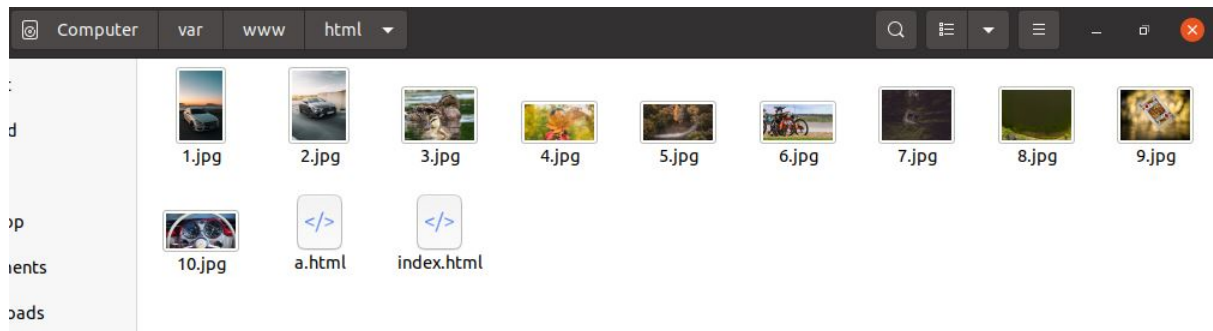 Computer var www html
1.jpg 2.jpg 3.jpg 4.jpg 5.jpg 6.jpg 7.jpg 8.jpg 9.jpg
10.jpg a.html index.html